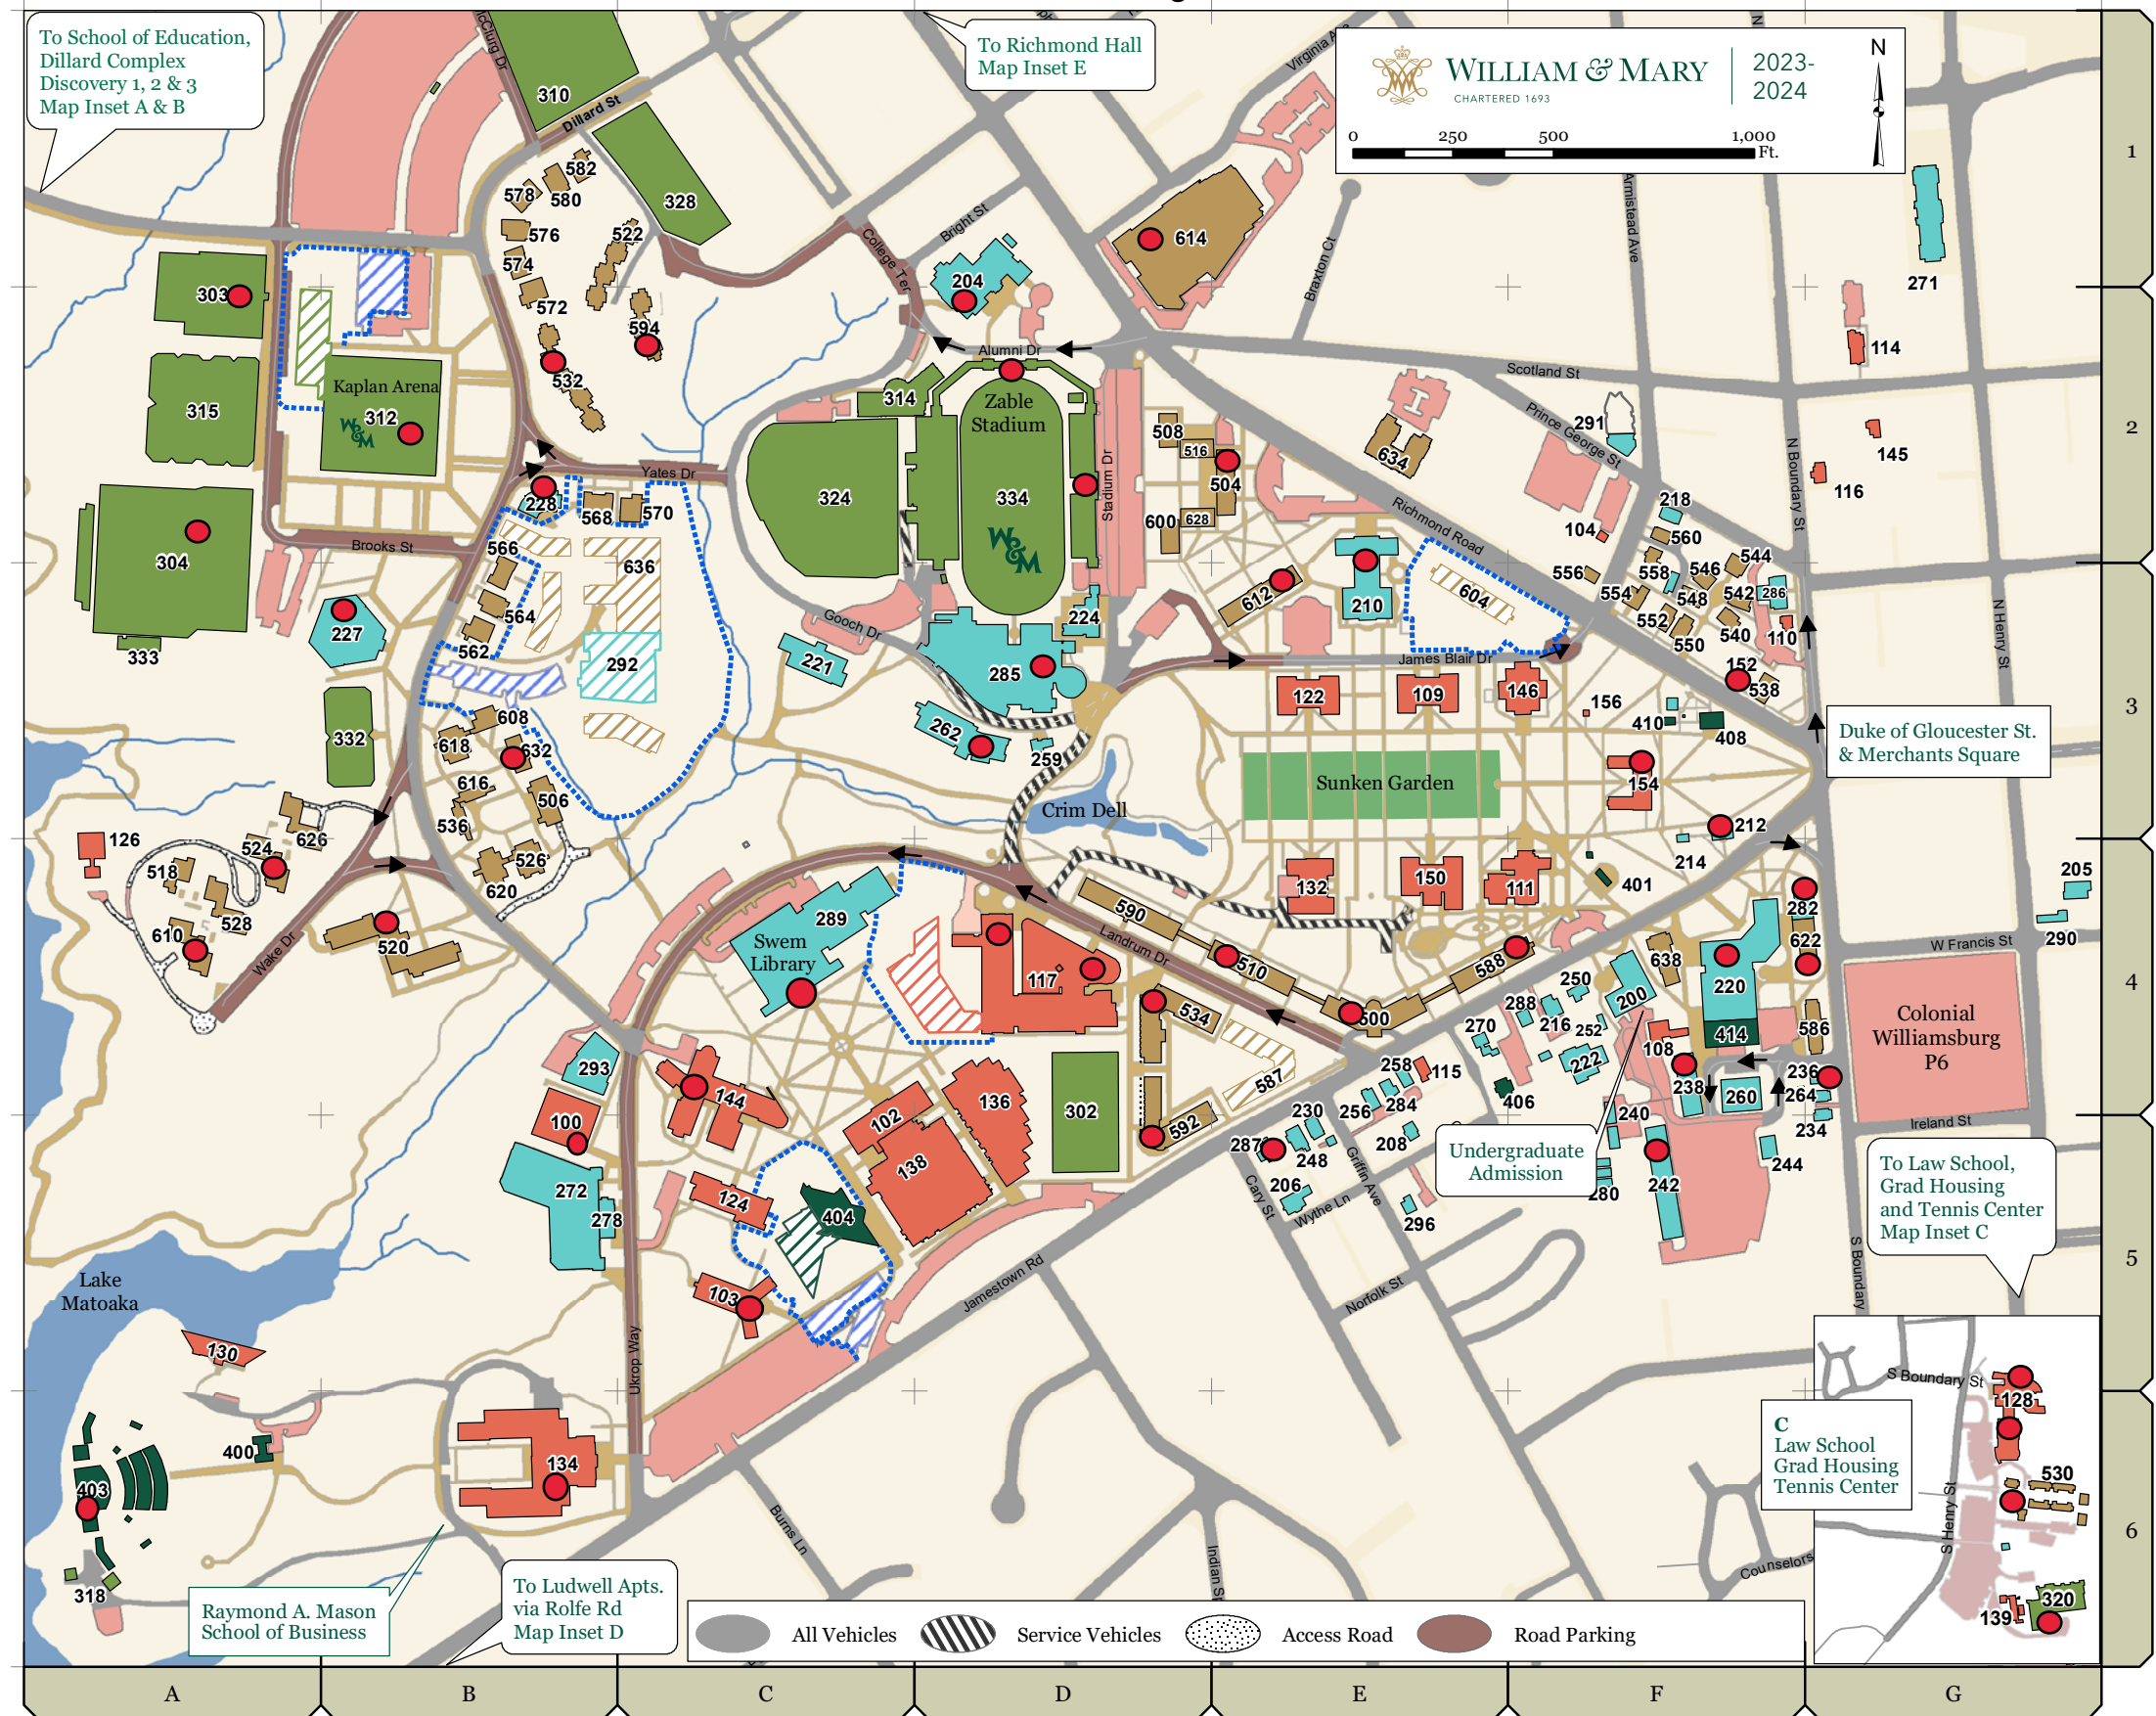 To School of Education,
Dillard Complex
Discovery 1, 2 & 3
Map Inset A & B
To Richmond Hall
Map Inset E
WILLIAM & MARY
CHARTERED 1693
2023-
2024
N
0 250 500 1,000
Ft.
1
2
3
4
5
6
A
B
C
D
E
F
G
McClurg Dr
Dillard St
310
328
582
578
580
576
522
574
572
594
532
College Ter
Bright St
204
614
Braxton Ct
Armistead Ave
N
271
303
315
Kaplan Arena
312
W&M
304
333
Brooks St
Yates Dr
228
568
570
566
636
564
562
292
227
332
Alumni Dr
314
Zable
Stadium
324
334
W&M
Stadium Dr
508
516
504
600
628
Scotland St
Prince George St
291
634
Richmond Road
N Boundary St
114
145
116
104
218
560
544
546
558
556
548
542
286
554
552
550
540
110
152
538
N Henry St
612
210
604
James Blair Dr
Gooch Dr
224
221
285
262
259
122
109
146
156
410
408
Duke of Gloucester St.
& Merchants Square
154
212
214
Sunken Garden
Crim Dell
608
618
632
616
506
536
526
620
626
126
524
518
528
610
520
Wake Dr
132
150
111
401
205
290
282
622
W Francis St
Colonial
Williamsburg
P6
289
Swem
Library
590
Landrum Dr
117
510
500
588
534
587
592
302
638
250
200
220
288
216
252
270
222
414
586
108
238
260
236
264
234
Ireland St
258
115
284
256
406
240
230
208
287
248
206
Griffin Ave
Cary St
Wythe Ln
296
Norfolk St
Undergraduate
Admission
280
242
244
To Law School,
Grad Housing
and Tennis Center
Map Inset C
S Boundary
293
100
144
102
136
138
272
278
124
404
103
Jamestown Rd
Ukrop Way
Lake
Matoaka
130
400
403
318
134
Raymond A. Mason
School of Business
To Ludwell Apts.
via Rolfe Rd
Map Inset D
Burns Ln
Indian St
Counselors
S Boundary St
128
C
Law School
Grad Housing
Tennis Center
530
S Henry St
139
320
All Vehicles
Service Vehicles
Access Road
Road Parking